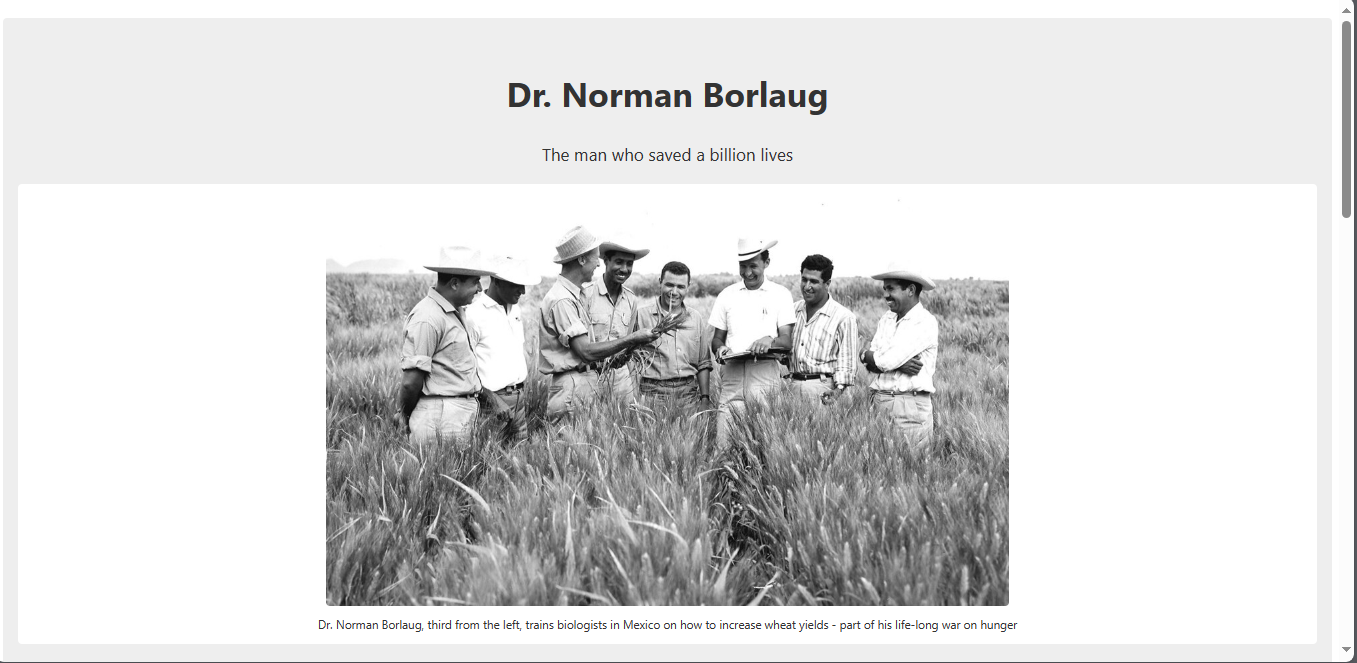 Dr. Norman Borlaug
The man who saved a billion lives
Dr. Norman Borlaug, third from the left, trains biologists in Mexico on how to increase wheat yields - part of his life-long war on hunger